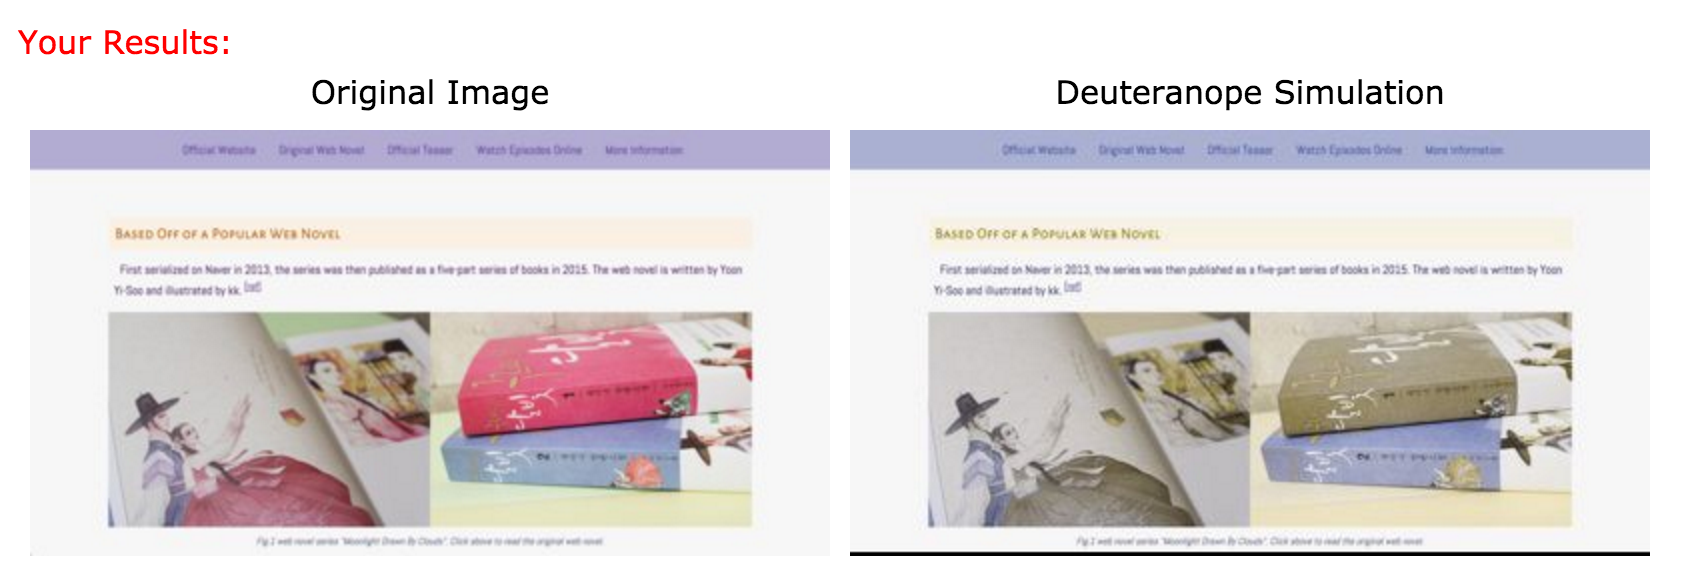 Your Results:
Original Image
Official Website Original Web Novel Official Teaser Watch Episodes Online More Information
BASED OFF OF A POPULAR WEB NOVEL
First serialized on Naver in 2013, the series was then published as a five-part series of books in 2015. The web novel is written by Yoon
Yi-Soo and illustrated by kk.
1
2
Fig.1 web novel series "Moonlight Drawn By Clouds". Click above to read the original web novel.
Deuteranope Simulation
Official Website Original Web Novel Official Teaser Watch Episodes Online More Information
BASED OFF OF A POPULAR WEB NOVEL
First serialized on Naver in 2013, the series was then published as a five-part series of books in 2015. The web novel is written by Yoon
Yi-Soo and illustrated by kk.
1
2
Fig.1 web novel series "Moonlight Drawn By Clouds". Click above to read the original web novel.